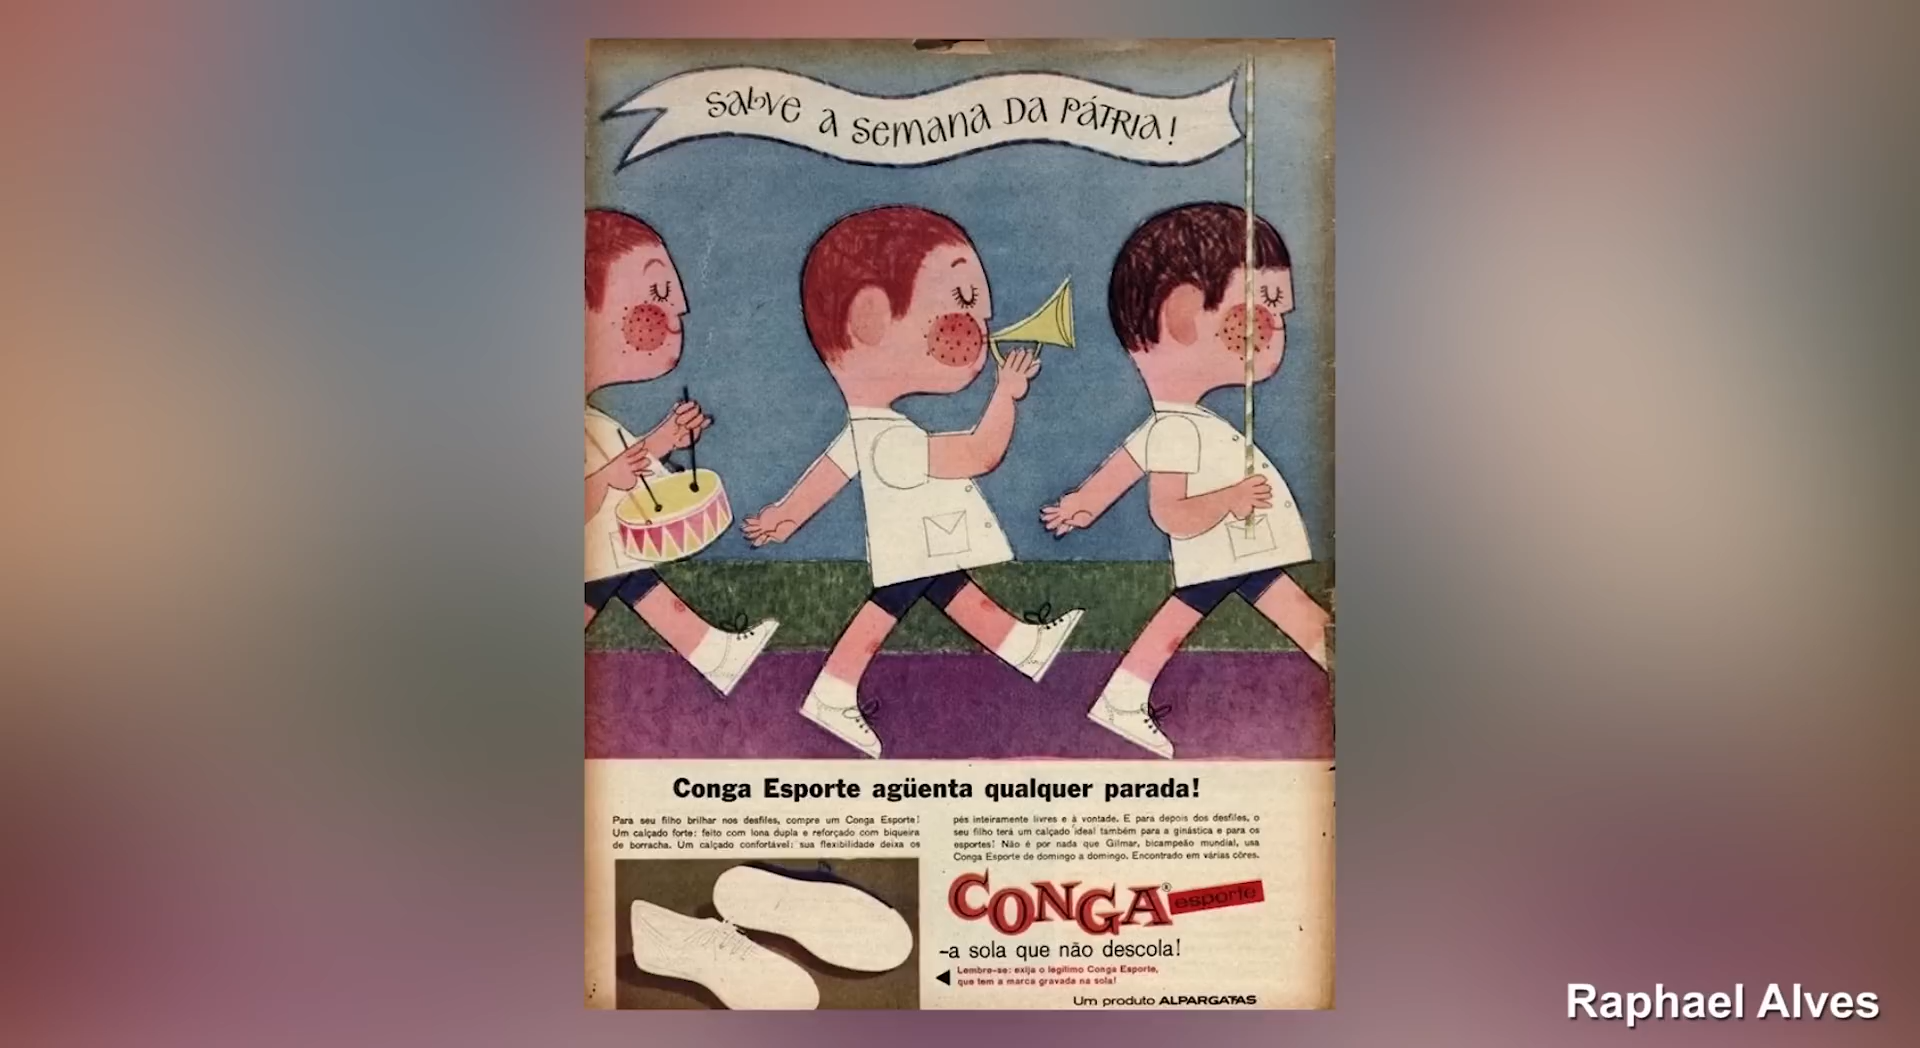 Salve a semana da Pátria!
Conga Esporte agüenta qualquer parada!
Para seu filho brilhar nos desfiles, compre um Conga Esporte!
Um calçado forte: feito com lona dupla e reforçado com biqueira
de borracha. Um calçado confortável: sua flexibilidade deixa os
pés inteiramente livres e à vontade. E para depois dos desfiles, o
seu filho terá um calçado ideal também para a ginástica e para os
esportes! Não é por nada que Gilmar, bicampeão mundial, usa
Conga Esporte de domingo a domingo. Encontrado em várias côres.
CONGA® esporte
-a sola que não descola!
Lembre-se: exija o legítimo Conga Esporte,
que tem a marca gravada na sola!
Um produto ALPARGATAS
Raphael Alves